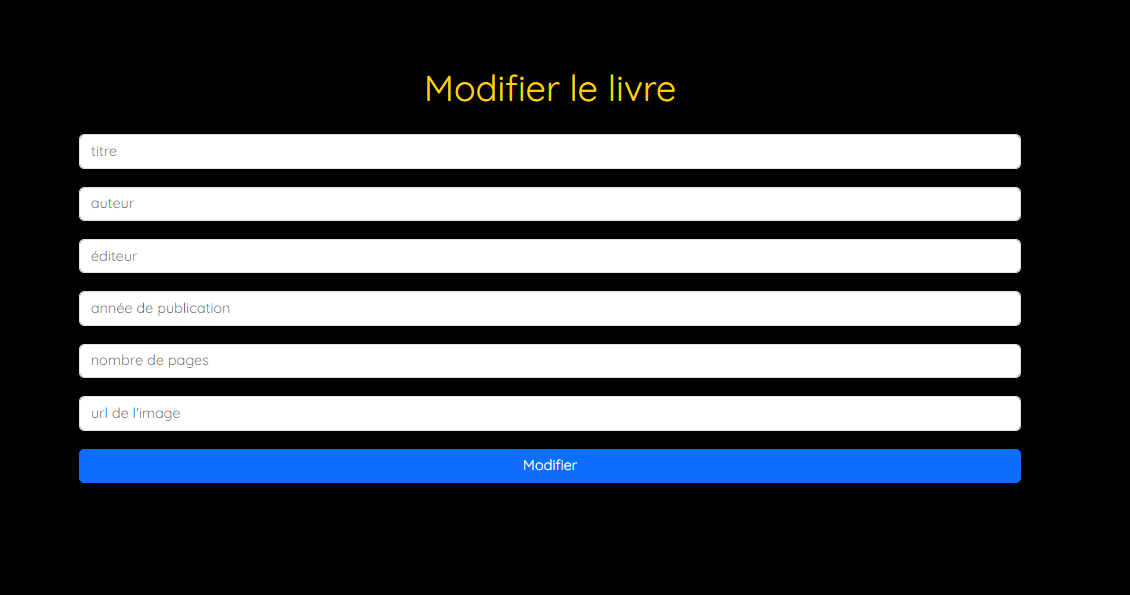 Modifier le livre
titre
auteur
éditeur
année de publication
nombre de pages
url de l'image
Modifier